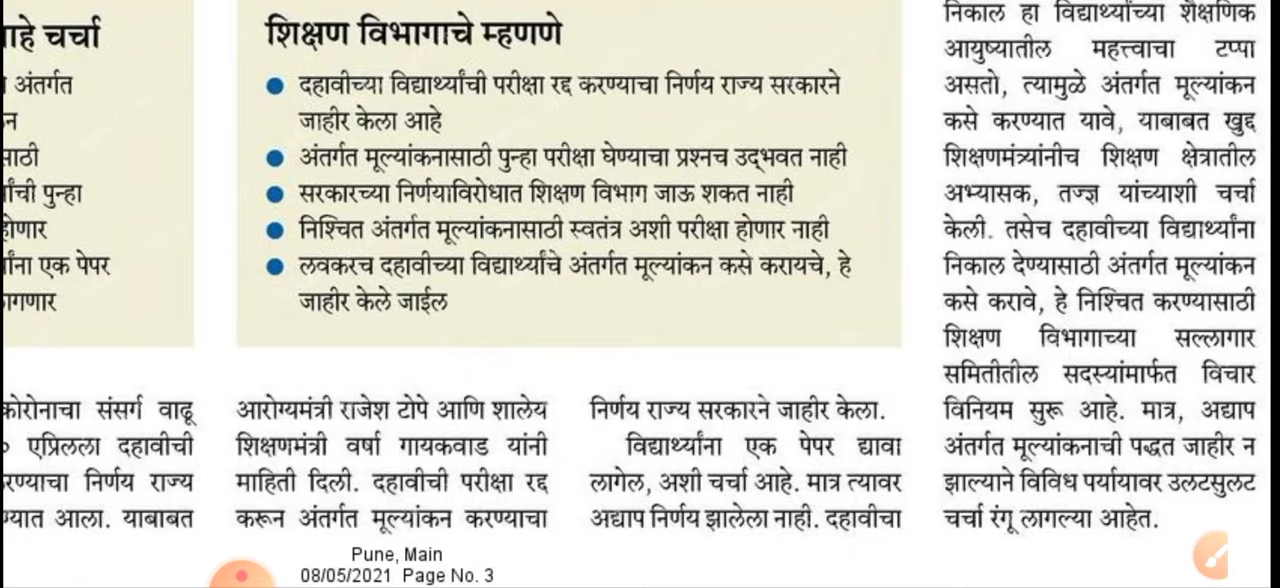 ाहे चर्चा
अंतर्गत
न
साठी
ांची पुन्हा
होणार
ांना एक पेपर
ागणार
शिक्षण विभागाचे म्हणणे
दहावीच्या विद्यार्थ्यांची परीक्षा रद्द करण्याचा निर्णय राज्य सरकारने
जाहीर केला आहे
अंतर्गत मूल्यांकनासाठी पुन्हा परीक्षा घेण्याचा प्रश्नच उद्‌भवत नाही
सरकारच्या निर्णयाविरोधात शिक्षण विभाग जाऊ शकत नाही
निश्चित अंतर्गत मूल्यांकनासाठी स्वतंत्र अशी परीक्षा होणार नाही
लवकरच दहावीच्या विद्यार्थ्यांचे अंतर्गत मूल्यांकन कसे करायचे, हे
जाहीर केले जाईल
कोरोनाचा संसर्ग वाढू
एप्रिलला दहावीची
रण्याचा निर्णय राज्य
ण्यात आला. याबाबत
आरोग्यमंत्री राजेश टोपे आणि शालेय
शिक्षणमंत्री वर्षा गायकवाड यांनी
माहिती दिली. दहावीची परीक्षा रद्द
करून अंतर्गत मूल्यांकन करण्याचा
निर्णय राज्य सरकारने जाहीर केला.
विद्यार्थ्यांना एक पेपर द्यावा
लागेल, अशी चर्चा आहे. मात्र त्यावर
अद्याप निर्णय झालेला नाही. दहावीचा
निकाल हा विद्यार्थ्यांच्या शैक्षणिक
आयुष्यातील महत्त्वाचा टप्पा
असतो, त्यामुळे अंतर्गत मूल्यांकन
कसे करण्यात यावे, याबाबत खुद्द
शिक्षणमंत्र्यांनीच शिक्षण क्षेत्रातील
अभ्यासक, तज्ज्ञ यांच्याशी चर्चा
केली. तसेच दहावीच्या विद्यार्थ्यांना
निकाल देण्यासाठी अंतर्गत मूल्यांकन
कसे करावे, हे निश्चित करण्यासाठी
शिक्षण विभागाच्या सल्लागार
समितीतील सदस्यांमार्फत विचार
विनियम सुरू आहे. मात्र, अद्याप
अंतर्गत मूल्यांकनाची पद्धत जाहीर न
झाल्याने विविध पर्यायावर उलटसुलट
चर्चा रंगू लागल्या आहेत.
Pune, Main
08/05/2021 Page No. 3